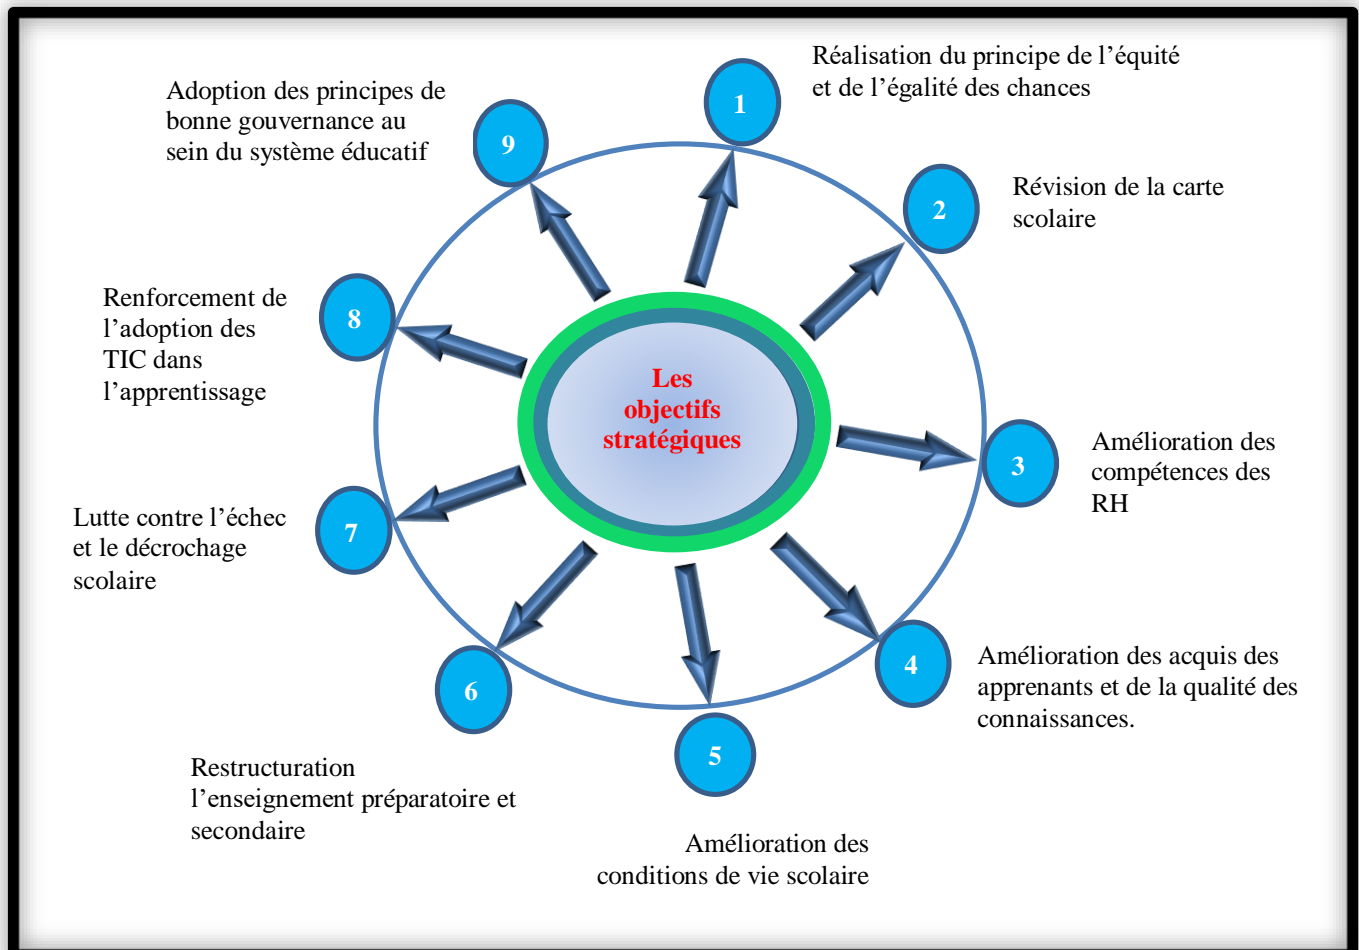 Les
objectifs
stratégiques
1
Réalisation du principe de l’équité
et de l’égalité des chances
2
Révision de la carte
scolaire
3
Amélioration des
compétences des
RH
4
Amélioration des acquis des
apprenants et de la qualité des
connaissances.
5
Amélioration des
conditions de vie scolaire
6
Restructuration
l’enseignement préparatoire et
secondaire
7
Lutte contre l’échec
et le décrochage
scolaire
8
Renforcement de
l’adoption des
TIC dans
l’apprentissage
9
Adoption des principes de
bonne gouvernance au
sein du système éducatif